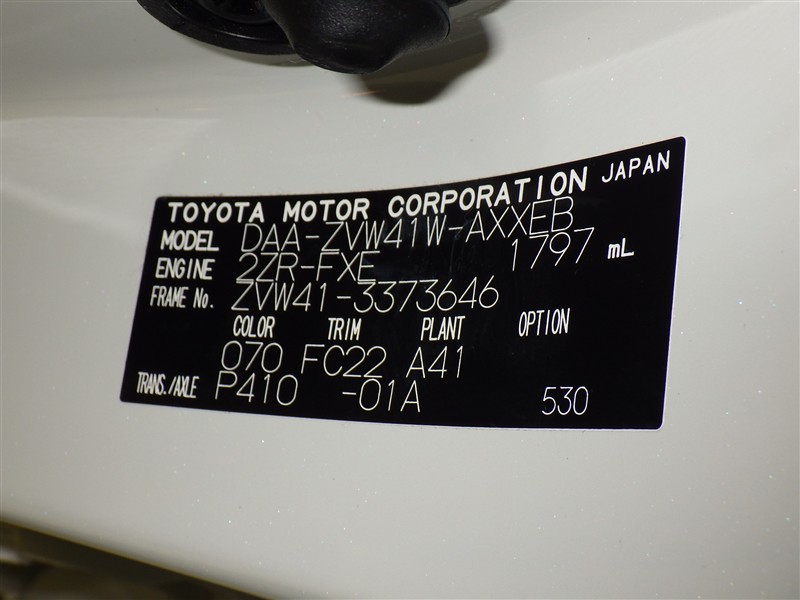 TOYOTA MOTOR CORPORATION JAPAN
MODEL DAA-ZVW41W-AXXEB
ENGINE 2ZR-FXE 1797 mL
FRAME No. ZVW41-3373646
COLOR TRIM PLANT OPTION
070 FC22 A41
TRANS./AXLE P410 -01A 530